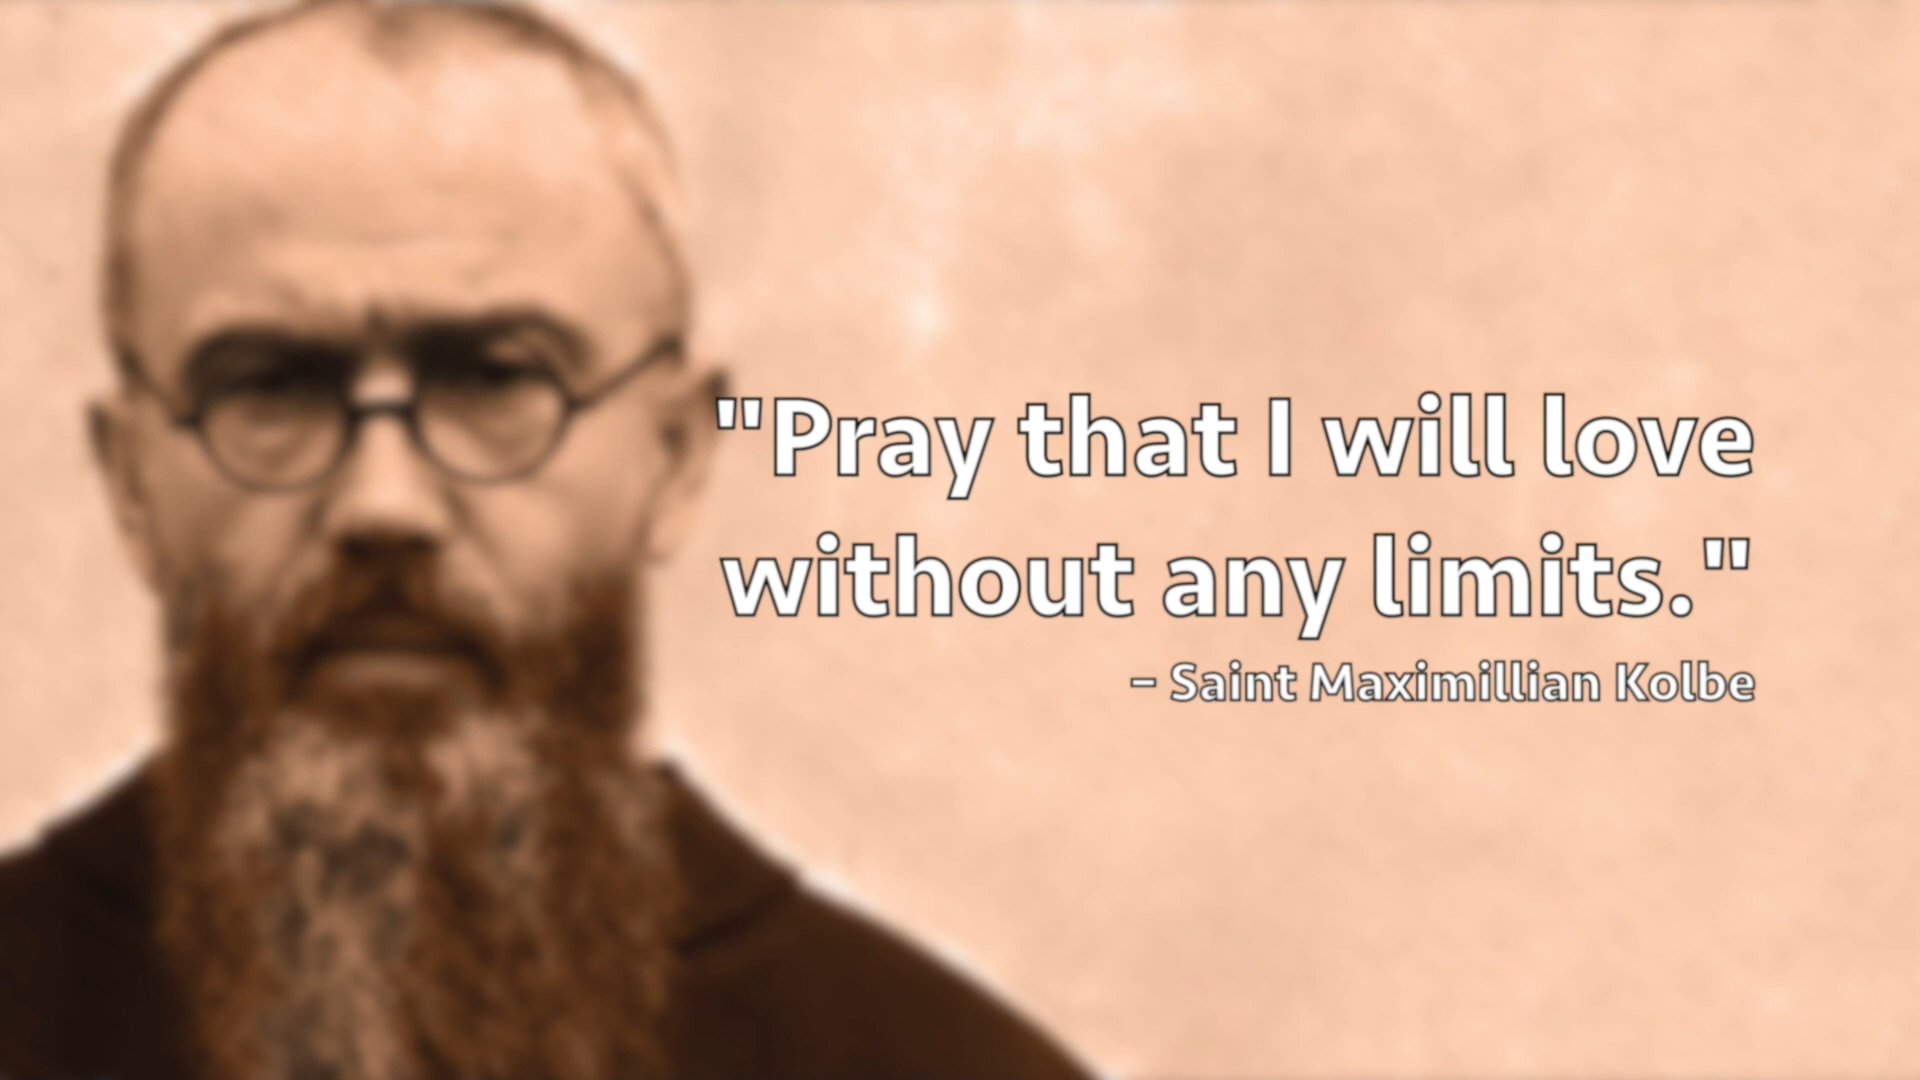 "Pray that I will love
without any limits."
– Saint Maximillian Kolbe